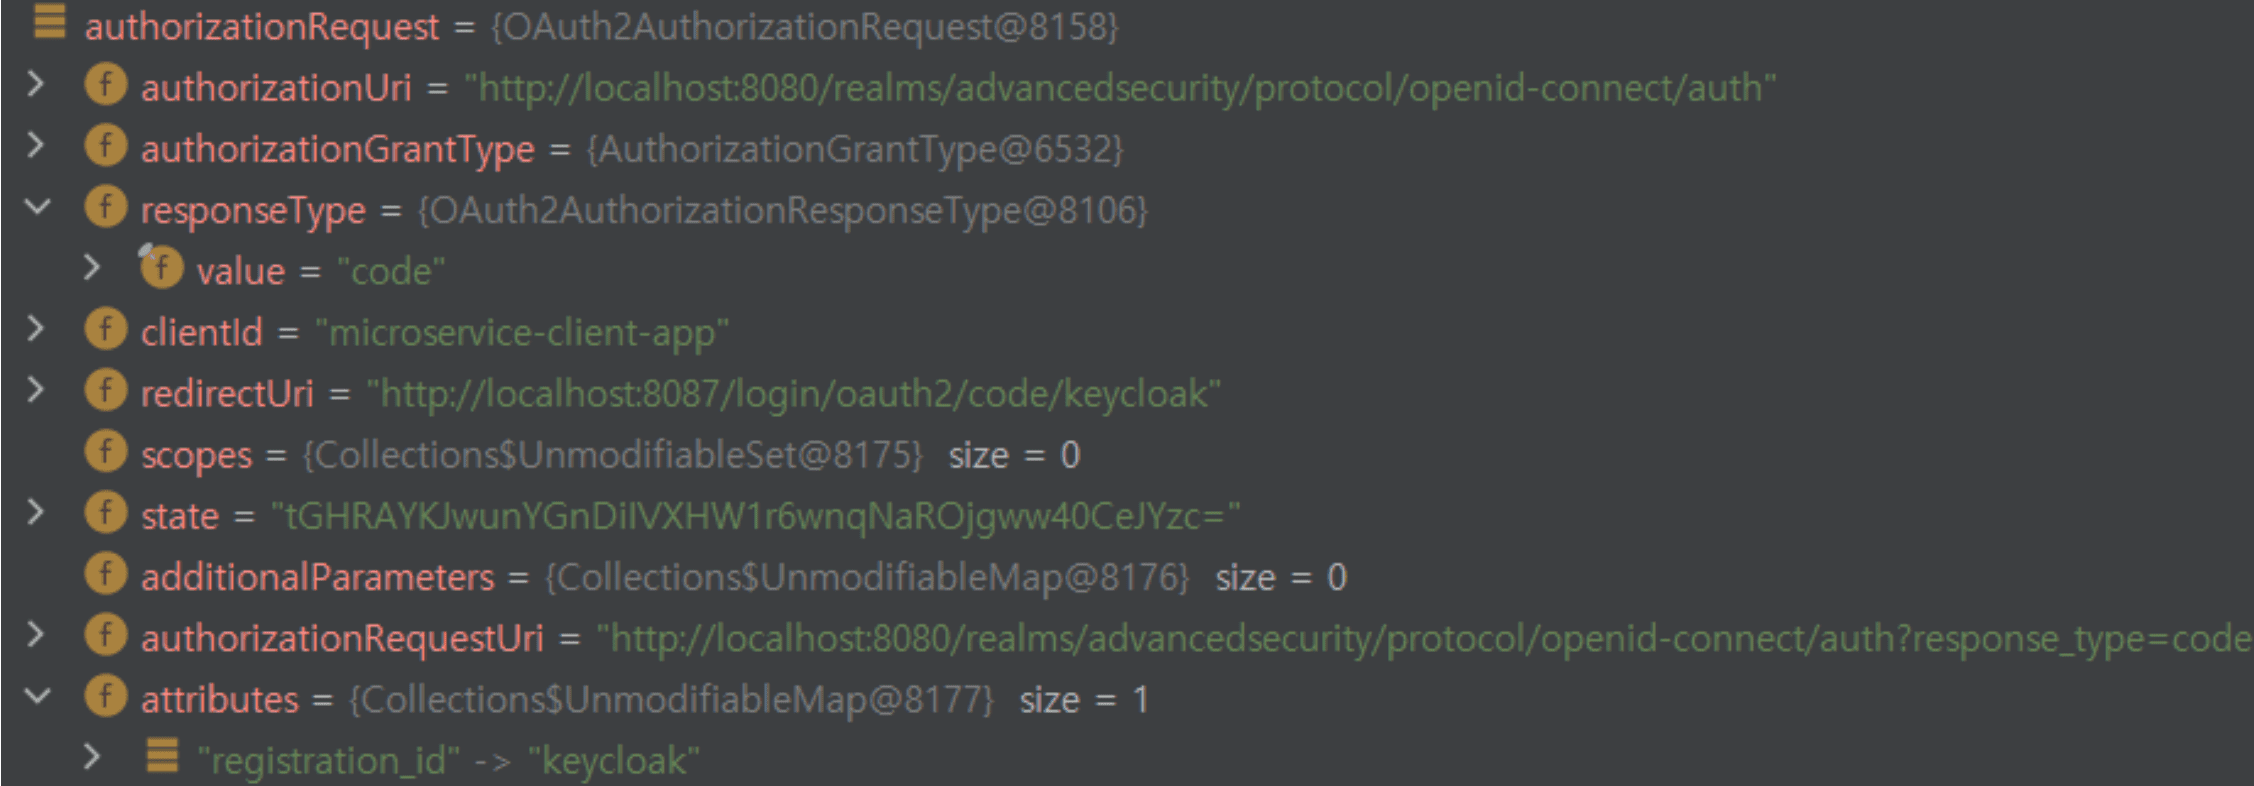 authorizationRequest = {OAuth2AuthorizationRequest@8158}
f authorizationUri = "http://localhost:8080/realms/advancedsecurity/protocol/openid-connect/auth"
f authorizationGrantType = {AuthorizationGrantType@6532}
f responseType = {OAuth2AuthorizationResponseType@8106}
f value = "code"
f clientId = "microservice-client-app"
f redirectUri = "http://localhost:8087/login/oauth2/code/keycloak"
f scopes = {Collections$UnmodifiableSet@8175} size = 0
f state = "tGHRAYKJwunYGnDiIVXHW1r6wnqNaROjgww40CeJYzc="
f additionalParameters = {Collections$UnmodifiableMap@8176} size = 0
f authorizationRequestUri = "http://localhost:8080/realms/advancedsecurity/protocol/openid-connect/auth?response_type=code
f attributes = {Collections$UnmodifiableMap@8177} size = 1
"registration_id" -> "keycloak"